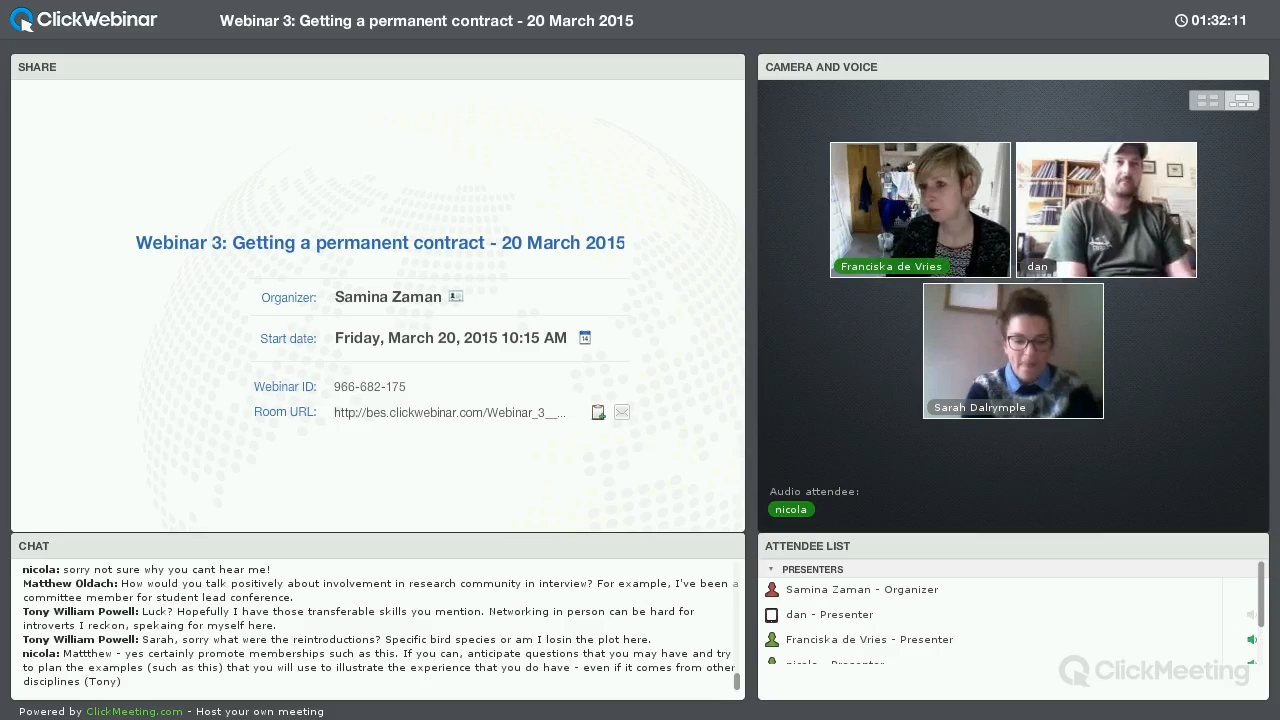 ClickWebinar
Webinar 3: Getting a permanent contract - 20 March 2015
01:32:11
SHARE
Webinar 3: Getting a permanent contract - 20 March 2015
Organizer: Samina Zaman
Start date: Friday, March 20, 2015 10:15 AM
14
Webinar ID: 966-682-175
Room URL: http://bes.clickwebinar.com/Webinar_3__...
CAMERA AND VOICE
Franciska de Vries
dan
Sarah Dalrymple
Audio attendee:
nicola
CHAT
nicola: sorry not sure why you cant hear me!
Matthew Oldach: How would you talk positively about involvement in research community in interview? For example, I've been a
committee member for student lead conference.
Tony William Powell: Luck? Hopefully I have those transferable skills you mention. Networking in person can be hard for
introverts I reckon, spekaing for myself here.
Tony William Powell: Sarah, sorry what were the reintroductions? Specific bird species or am I losin the plot here.
nicola: Mattthew - yes certainly promote memberships such as this. If you can, anticipate questions that you may have and try
to plan the examples (such as this) that you will use to illustrate the experience that you do have - even if it comes from other
disciplines (Tony)
ATTENDEE LIST
PRESENTERS
Samina Zaman - Organizer
dan - Presenter
Franciska de Vries - Presenter
nicola - Presenter
ClickMeeting
Powered by ClickMeeting.com - Host your own meeting